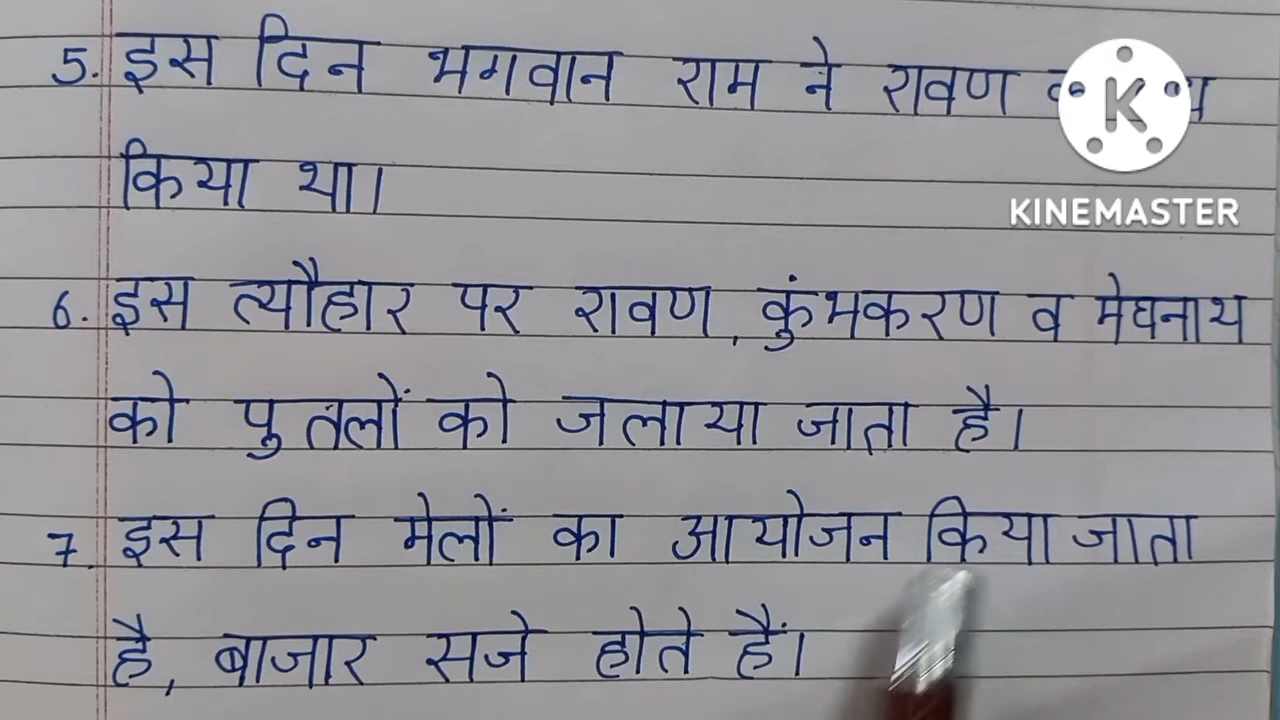 5. इस दिन भगवान राम ने रावण
किया था।
KINEMASTER
6. इस त्यौहार पर रावण, कुंभकरण व मेघनाथ
को पुतलों को जलाया जाता है।
7. इस दिन मेलों का आयोजन किया जाता
है, बाजार सजे होते हैं।